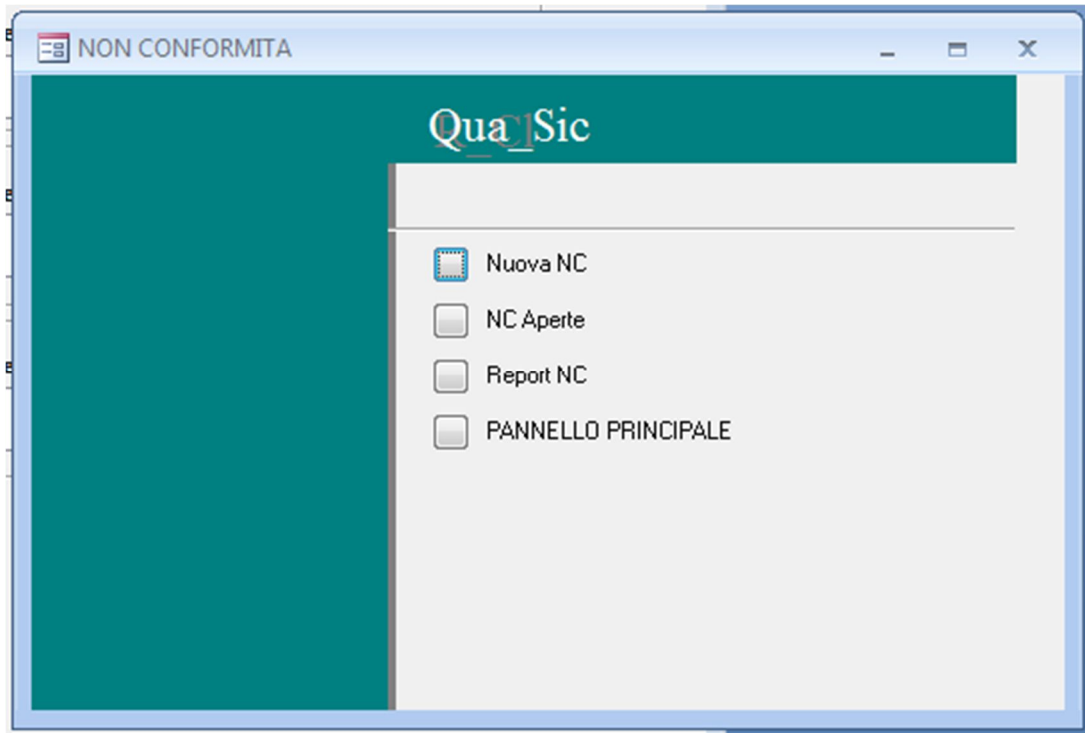 NON CONFORMITA
Qua_Sic
Nuova NC
NC Aperte
Report NC
PANNELLO PRINCIPALE